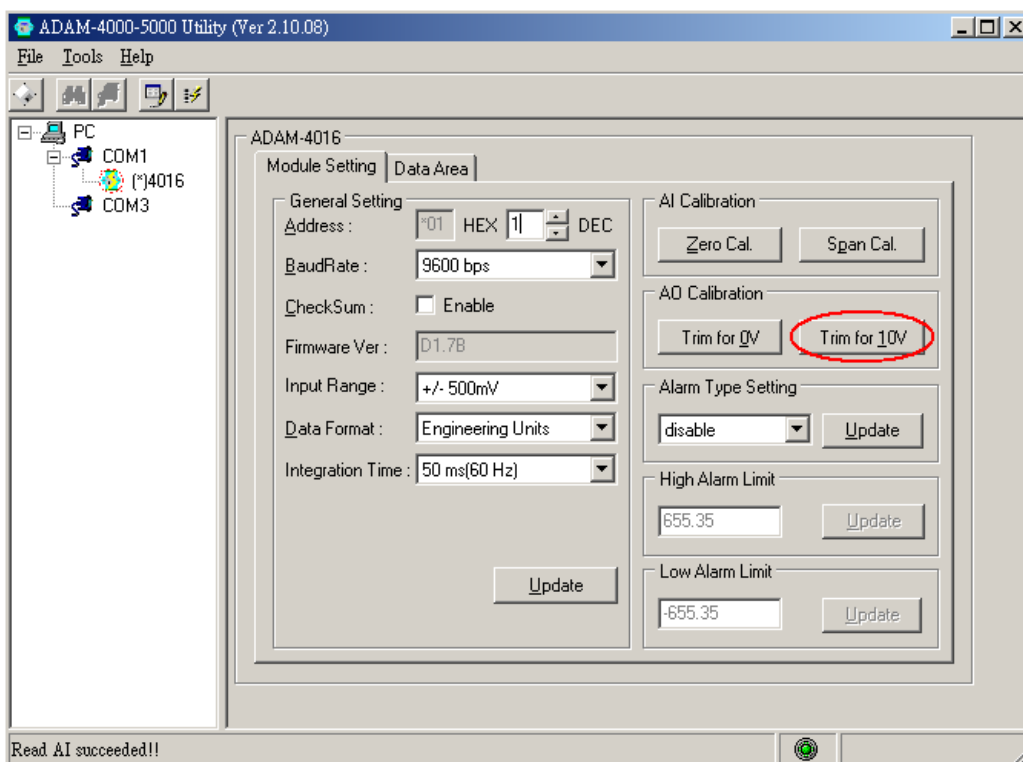 ADAM-4000-5000 Utility (Ver 2.10.08)
File Tools Help
PC
COM1
(*)4016
COM3
ADAM-4016
Module Setting Data Area
General Setting
Address : *01 HEX 1 DEC
BaudRate : 9600 bps
CheckSum : Enable
Firmware Ver : D1.7B
Input Range : +/- 500mV
Data Format : Engineering Units
Integration Time : 50 ms(60 Hz)
Update
AI Calibration
Zero Cal. Span Cal.
AO Calibration
Trim for 0V Trim for 10V
Alarm Type Setting
disable Update
High Alarm Limit
655.35 Update
Low Alarm Limit
-655.35 Update
Read AI succeeded!!